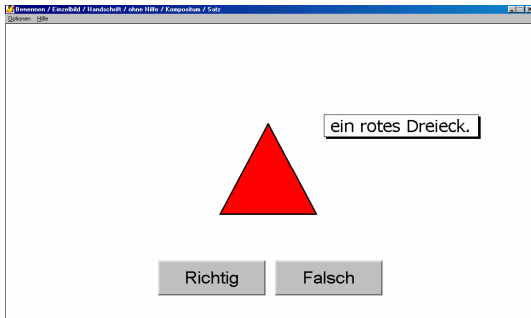 Benennen / Einzelbild / Handschrift / ohne Hilfe / Kompositum / Satz
Optionen Hilfe
ein rotes Dreieck.
Richtig Falsch